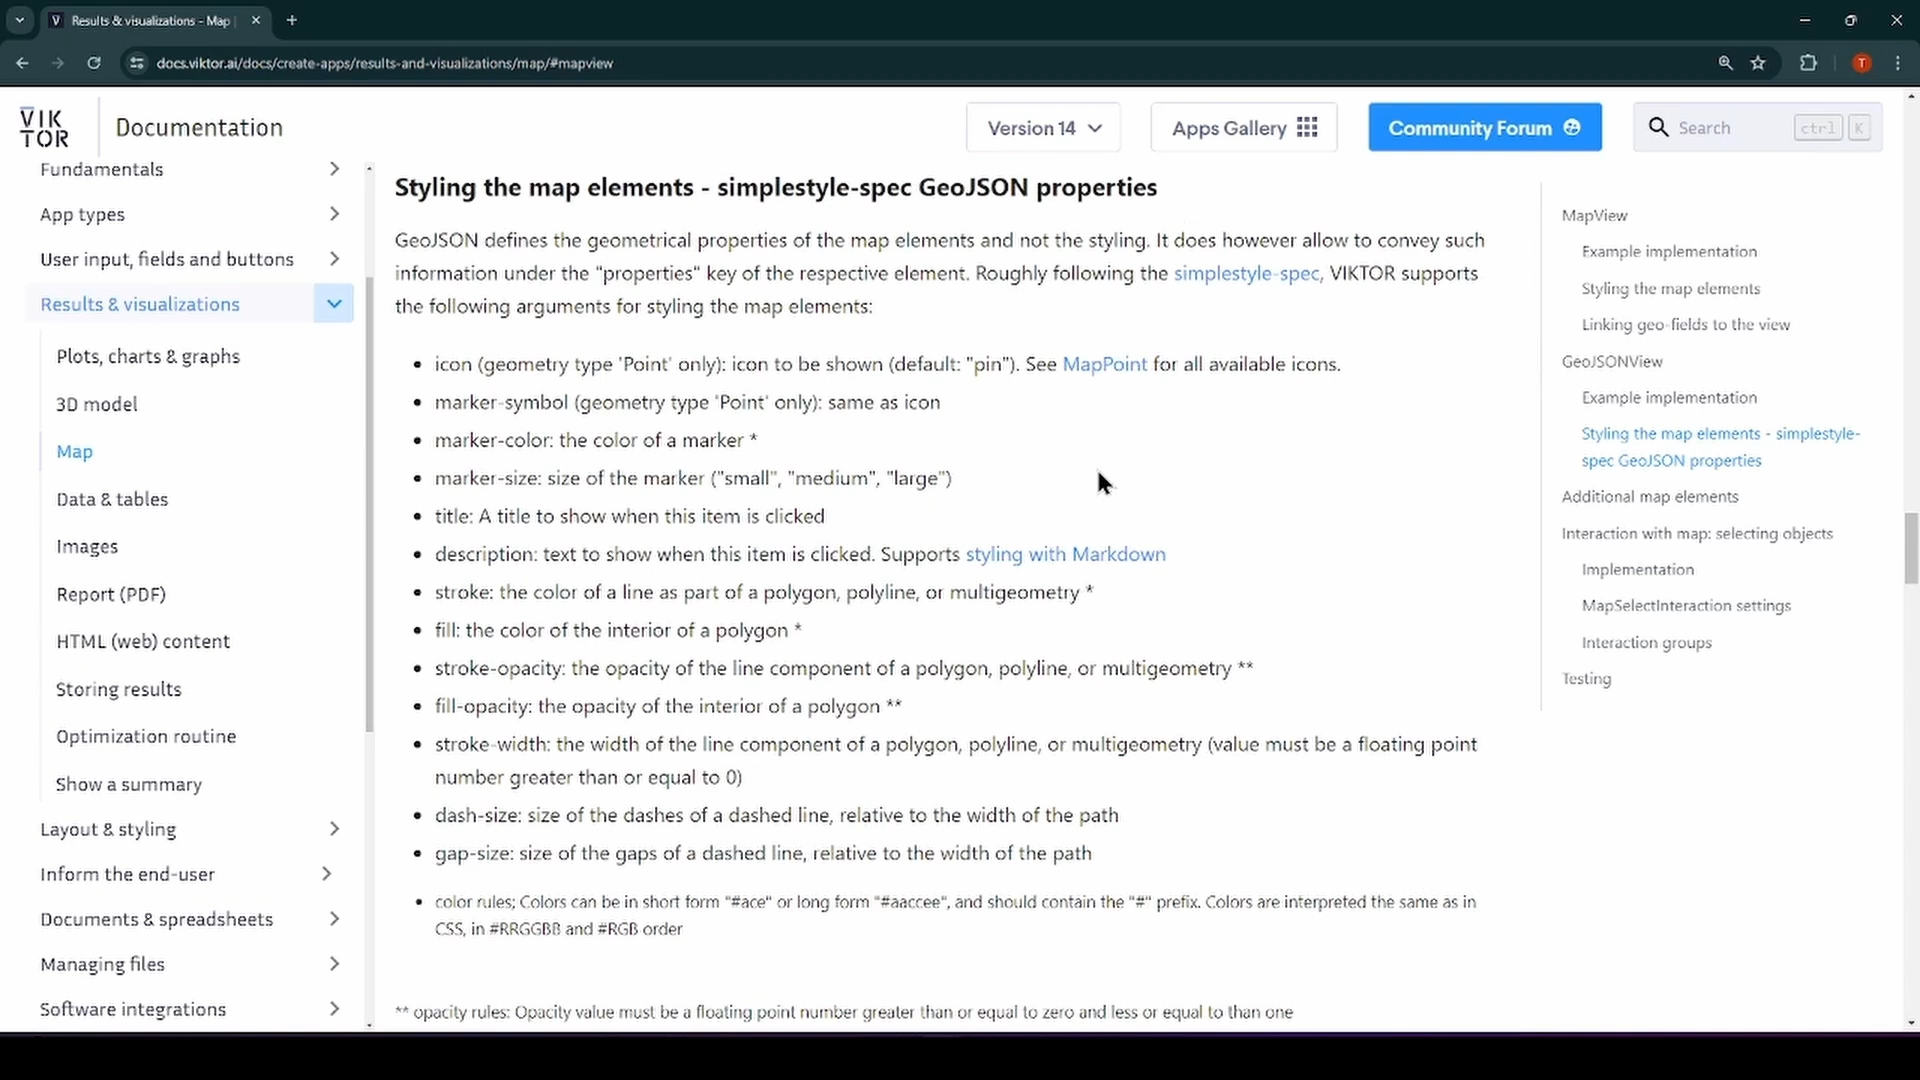 Results & visualizations - Map
docs.viktor.ai/docs/create-apps/results-and-visualizations/map/#mapview
T
VIK
TOR
Documentation
Version 14
Apps Gallery
Community Forum
Search
ctrl
K
Fundamentals
App types
User input, fields and buttons
Results & visualizations
Plots, charts & graphs
3D model
Map
Data & tables
Images
Report (PDF)
HTML (web) content
Storing results
Optimization routine
Show a summary
Layout & styling
Inform the end-user
Documents & spreadsheets
Managing files
Software integrations
Styling the map elements - simplestyle-spec GeoJSON properties
GeoJSON defines the geometrical properties of the map elements and not the styling. It does however allow to convey such
information under the "properties" key of the respective element. Roughly following the simplestyle-spec, VIKTOR supports
the following arguments for styling the map elements:
• icon (geometry type 'Point' only): icon to be shown (default: "pin"). See MapPoint for all available icons.
• marker-symbol (geometry type 'Point' only): same as icon
• marker-color: the color of a marker *
• marker-size: size of the marker ("small", "medium", "large")
• title: A title to show when this item is clicked
• description: text to show when this item is clicked. Supports styling with Markdown
• stroke: the color of a line as part of a polygon, polyline, or multigeometry *
• fill: the color of the interior of a polygon *
• stroke-opacity: the opacity of the line component of a polygon, polyline, or multigeometry **
• fill-opacity: the opacity of the interior of a polygon **
• stroke-width: the width of the line component of a polygon, polyline, or multigeometry (value must be a floating point
number greater than or equal to 0)
• dash-size: size of the dashes of a dashed line, relative to the width of the path
• gap-size: size of the gaps of a dashed line, relative to the width of the path
• color rules; Colors can be in short form "#ace" or long form "#aaccee", and should contain the "#" prefix. Colors are interpreted the same as in
CSS, in #RRGGBB and #RGB order
** opacity rules: Opacity value must be a floating point number greater than or equal to zero and less or equal to than one
MapView
Example implementation
Styling the map elements
Linking geo-fields to the view
GeoJSONView
Example implementation
Styling the map elements - simplestyle-
spec GeoJSON properties
Additional map elements
Interaction with map: selecting objects
Implementation
MapSelectInteraction settings
Interaction groups
Testing